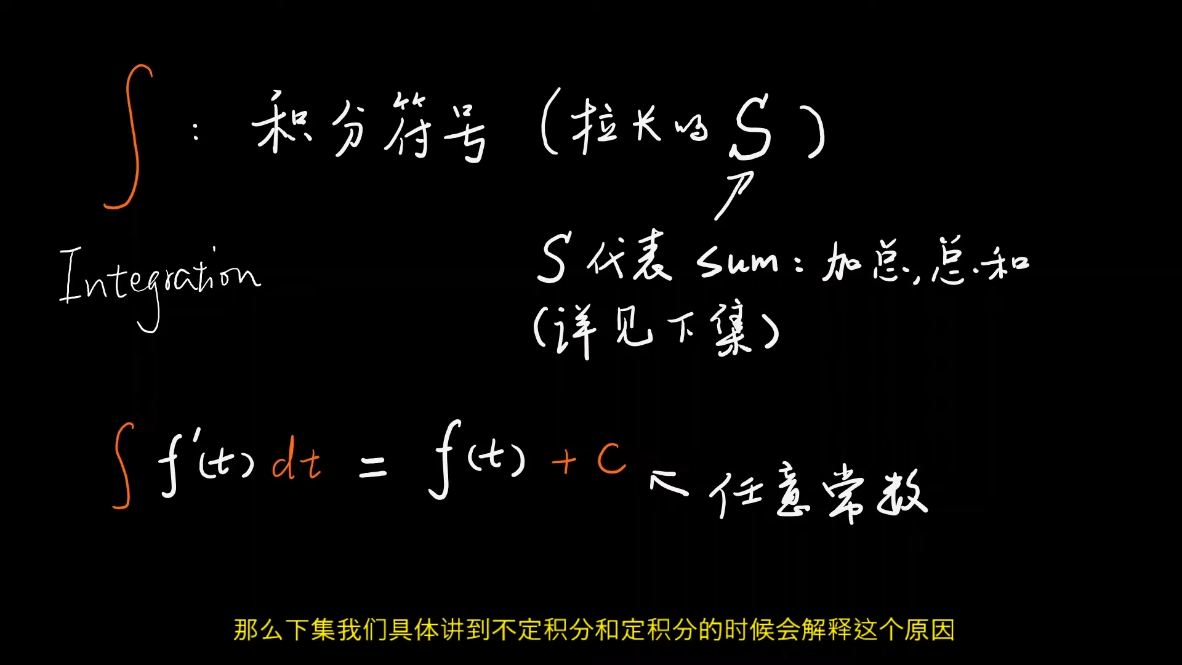 ∫ : 积分符号 (拉长的 S)
Integration
S 代表 sum: 加总, 总和
(详见下集)
∫ f'(t) dt = f(t) + C ↖ 任意常数
那么下集我们具体讲到不定积分和定积分的时候会解释这个原因